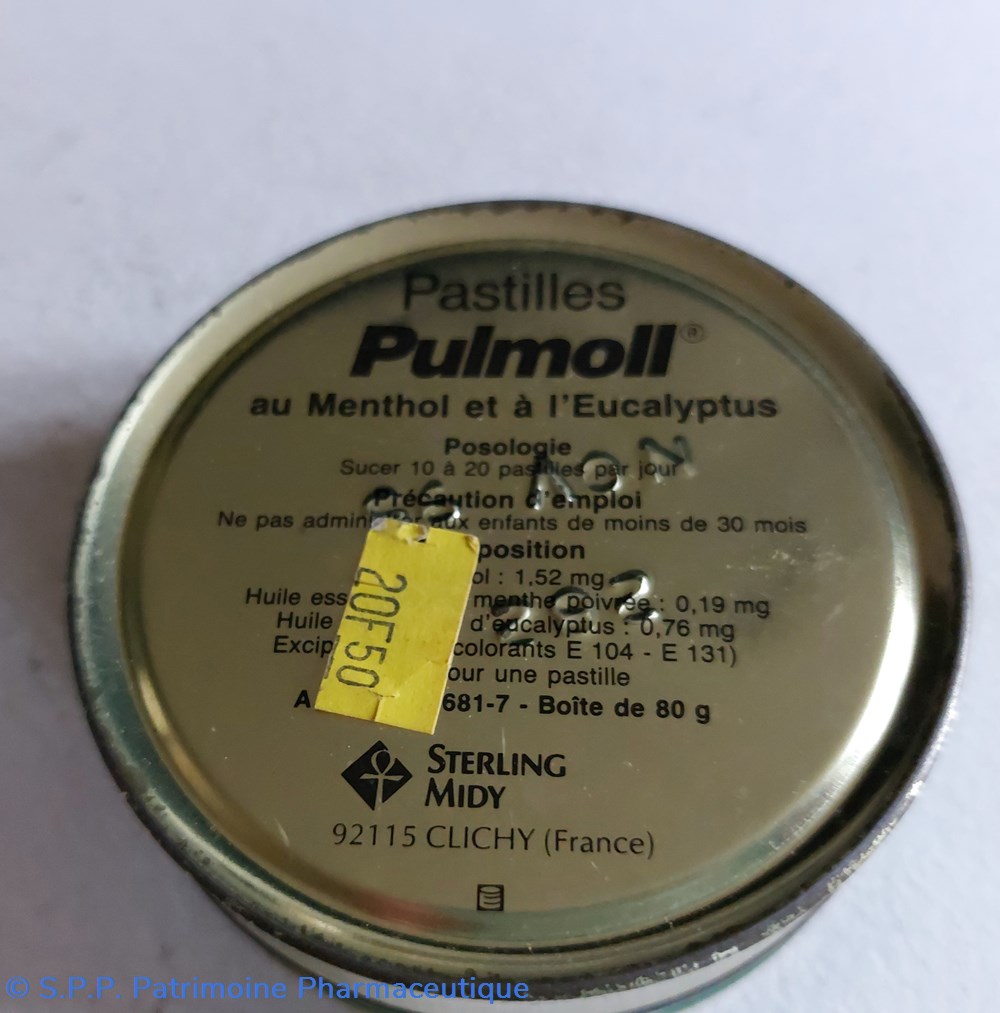 Pastilles
Pulmoll®
au Menthol et à l'Eucalyptus
Posologie
Sucer 10 à 20 pastilles par jour
Précaution d'emploi
Ne pas admini aux enfants de moins de 30 mois
position
ol : 1,52 mg
Huile ess menthe poivrée : 0,19 mg
Huile d'eucalyptus : 0,76 mg
Excip colorants E 104 - E 131)
our une pastille
A 681-7 - Boîte de 80 g
20F50
STERLING
MIDY
92115 CLICHY (France)
© S.P.P. Patrimoine Pharmaceutique